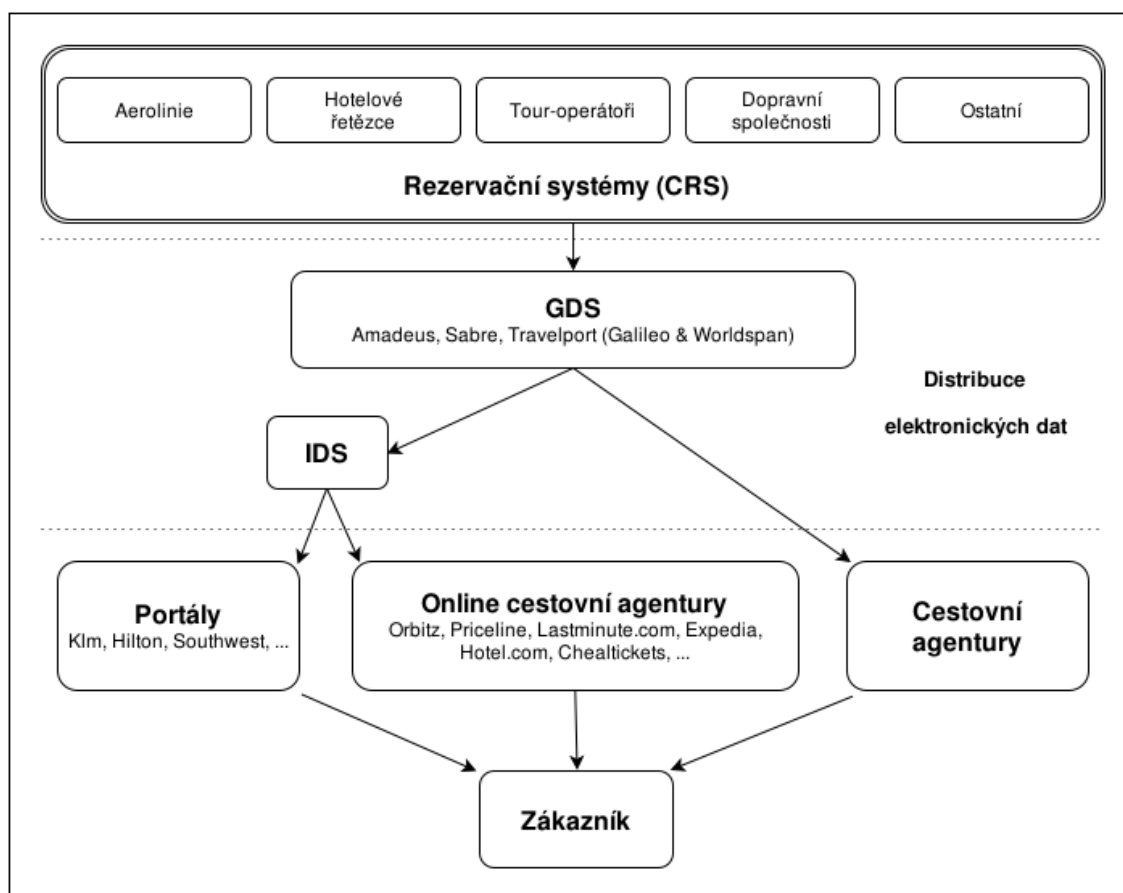 Aerolinie
Hotelové
řetězce
Tour-operátoři
Dopravní
společnosti
Ostatní
Rezervační systémy (CRS)
GDS
Amadeus, Sabre, Travelport (Galileo & Worldspan)
Distribuce
elektronických dat
IDS
Portály
Klm, Hilton, Southwest, ...
Online cestovní agentury
Orbitz, Priceline, Lastminute.com, Expedia,
Hotel.com, Chealtickets, ...
Cestovní
agentury
Zákazník